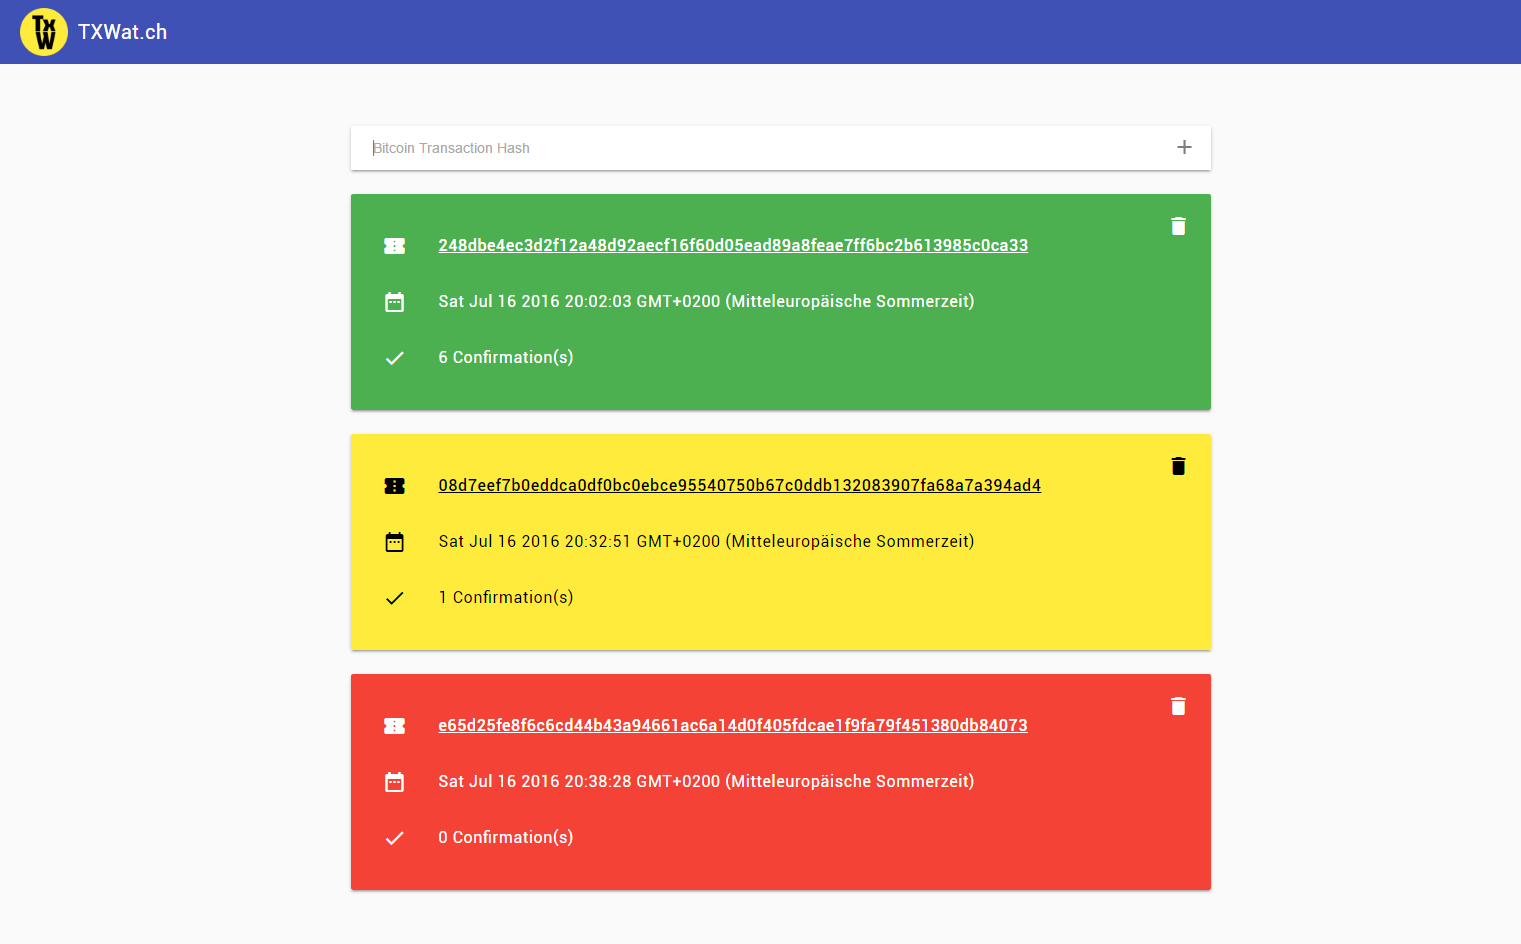 TxW TXWat.ch
Bitcoin Transaction Hash
248dbe4ec3d2f12a48d92aecf16f60d05ead89a8feae7ff6bc2b613985c0ca33
Sat Jul 16 2016 20:02:03 GMT+0200 (Mitteleuropäische Sommerzeit)
6 Confirmation(s)
08d7eef7b0eddca0df0bc0ebce95540750b67c0ddb132083907fa68a7a394ad4
Sat Jul 16 2016 20:32:51 GMT+0200 (Mitteleuropäische Sommerzeit)
1 Confirmation(s)
e65d25fe8f6c6cd44b43a94661ac6a14d0f405fdcae1f9fa79f451380db84073
Sat Jul 16 2016 20:38:28 GMT+0200 (Mitteleuropäische Sommerzeit)
0 Confirmation(s)